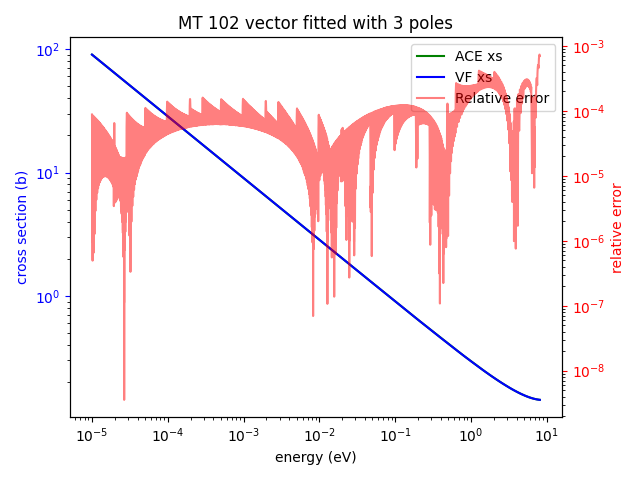 MT 102 vector fitted with 3 poles
ACE xs
VF xs
Relative error
cross section (b)
10²
10¹
10⁰
relative error
10⁻³
10⁻⁴
10⁻⁵
10⁻⁶
10⁻⁷
10⁻⁸
10⁻⁵ 10⁻⁴ 10⁻³ 10⁻² 10⁻¹ 10⁰ 10¹
energy (eV)